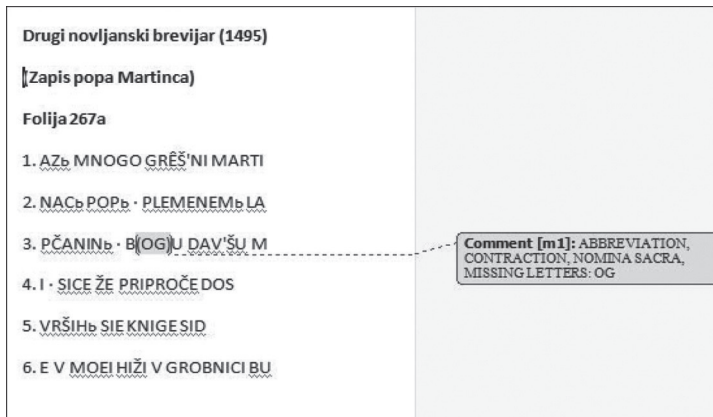 Drugi novljanski brevijar (1495)
(Zapis popa Martinca)
Folija 267a
1. AZЬ MNOGO GRÊŠ'NI MARTI
2. NACЬ POPЬ · PLEMENEMЬ LA
3. PČANINЬ · B(OG)U DAV'ŠU M
4. I · SICE ŽE PRIPROČE DOS
5. VRŠIHЬ SIE KNIGE SID
6. E V MOEI HIŽI V GROBNICI BU
Comment [m1]: ABBREVIATION,
CONTRACTION, NOMINA SACRA,
MISSING LETTERS: OG